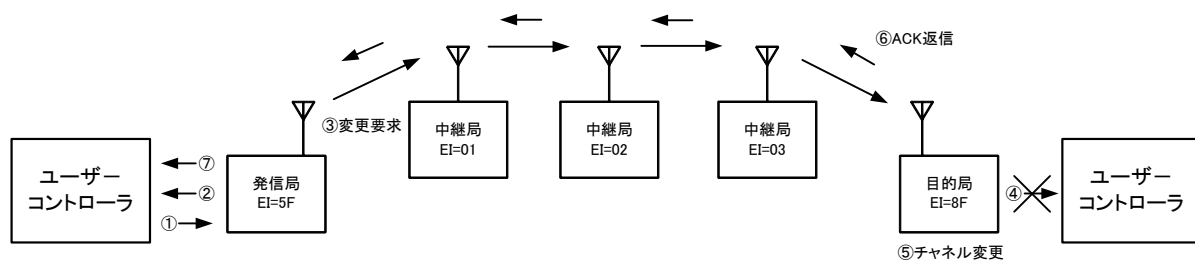 ⑥ACK返信
③変更要求
中継局
EI=01
中継局
EI=02
中継局
EI=03
ユーザー
コントローラ
⑦
②
①
発信局
EI=5F
目的局
EI=8F
④
ユーザー
コントローラ
⑤チャネル変更